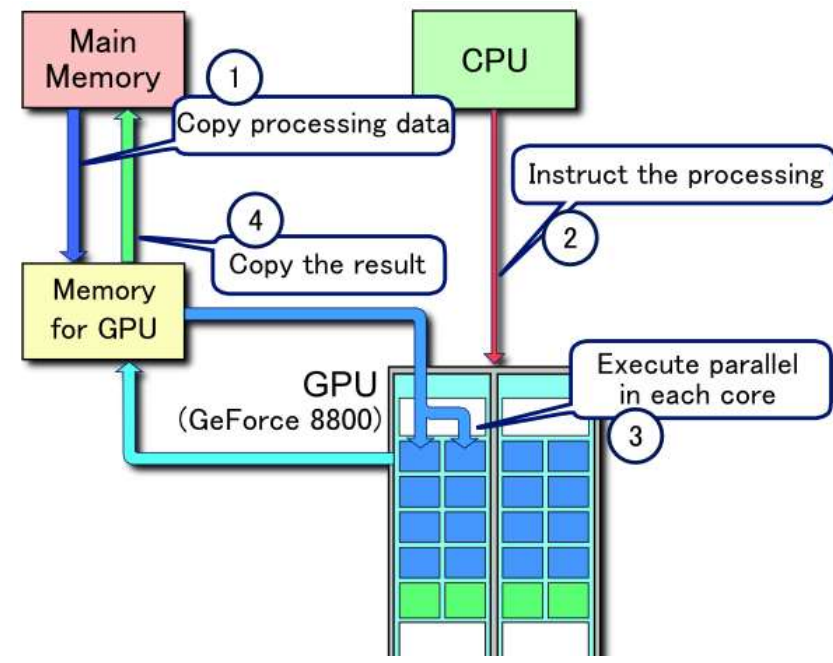 Main
Memory
CPU
1
Copy processing data
Instruct the processing
2
4
Copy the result
Memory
for GPU
GPU
(GeForce 8800)
Execute parallel
in each core
3